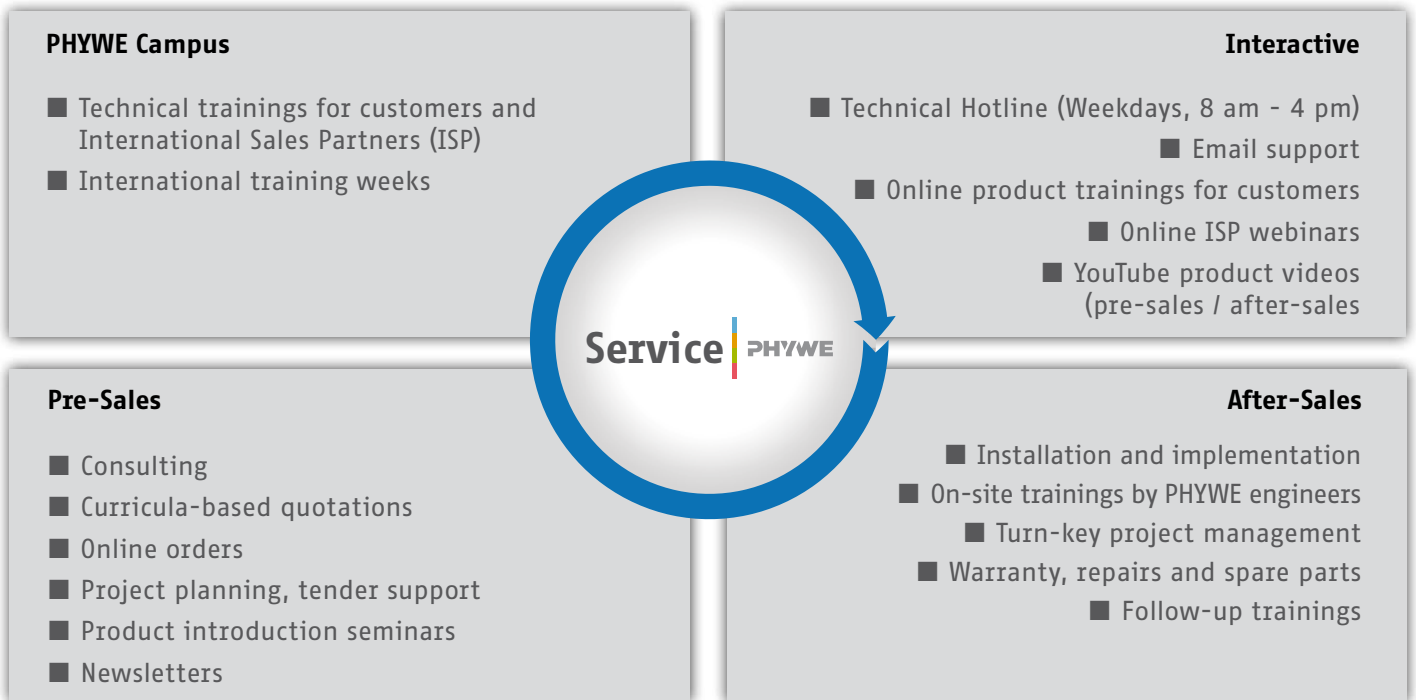 PHYWE Campus
■ Technical trainings for customers and
International Sales Partners (ISP)
■ International training weeks
Interactive
■ Technical Hotline (Weekdays, 8 am - 4 pm)
■ Email support
■ Online product trainings for customers
■ Online ISP webinars
■ YouTube product videos
(pre-sales / after-sales
Service PHYWE
Pre-Sales
■ Consulting
■ Curricula-based quotations
■ Online orders
■ Project planning, tender support
■ Product introduction seminars
■ Newsletters
After-Sales
■ Installation and implementation
■ On-site trainings by PHYWE engineers
■ Turn-key project management
■ Warranty, repairs and spare parts
■ Follow-up trainings